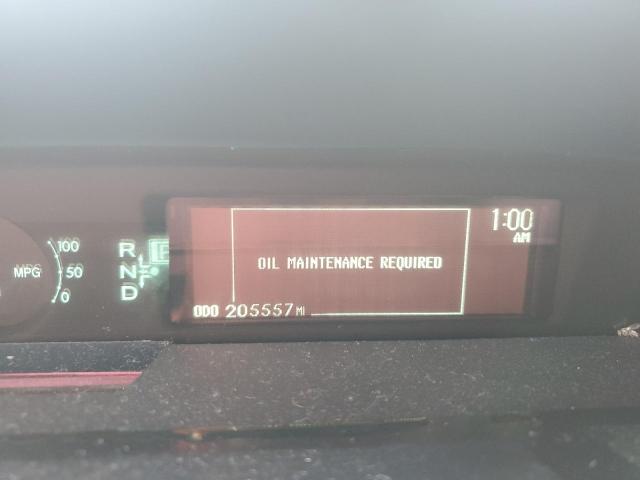 1:00
AM
100
R
P
MPG
50
N
OIL MAINTENANCE REQUIRED
0
D
ODO 205557 MI